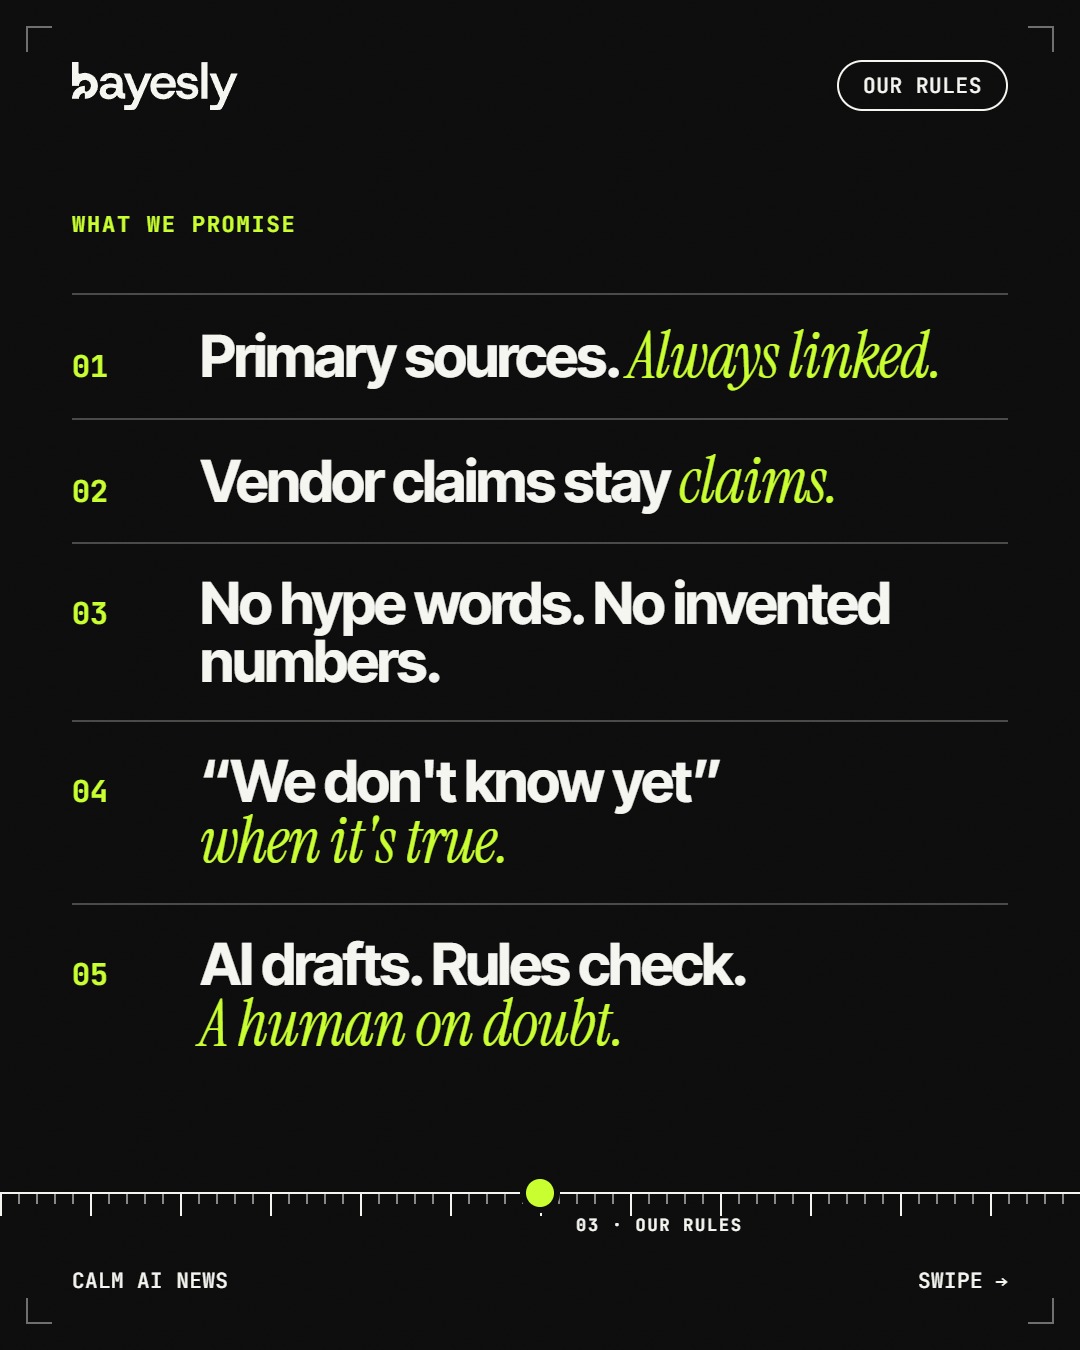 bayesly
OUR RULES
WHAT WE PROMISE
01
Primary sources. Always linked.
02
Vendor claims stay claims.
03
No hype words. No invented
numbers.
04
“We don't know yet”
when it's true.
05
AI drafts. Rules check.
A human on doubt.
03 · OUR RULES
CALM AI NEWS
SWIPE →